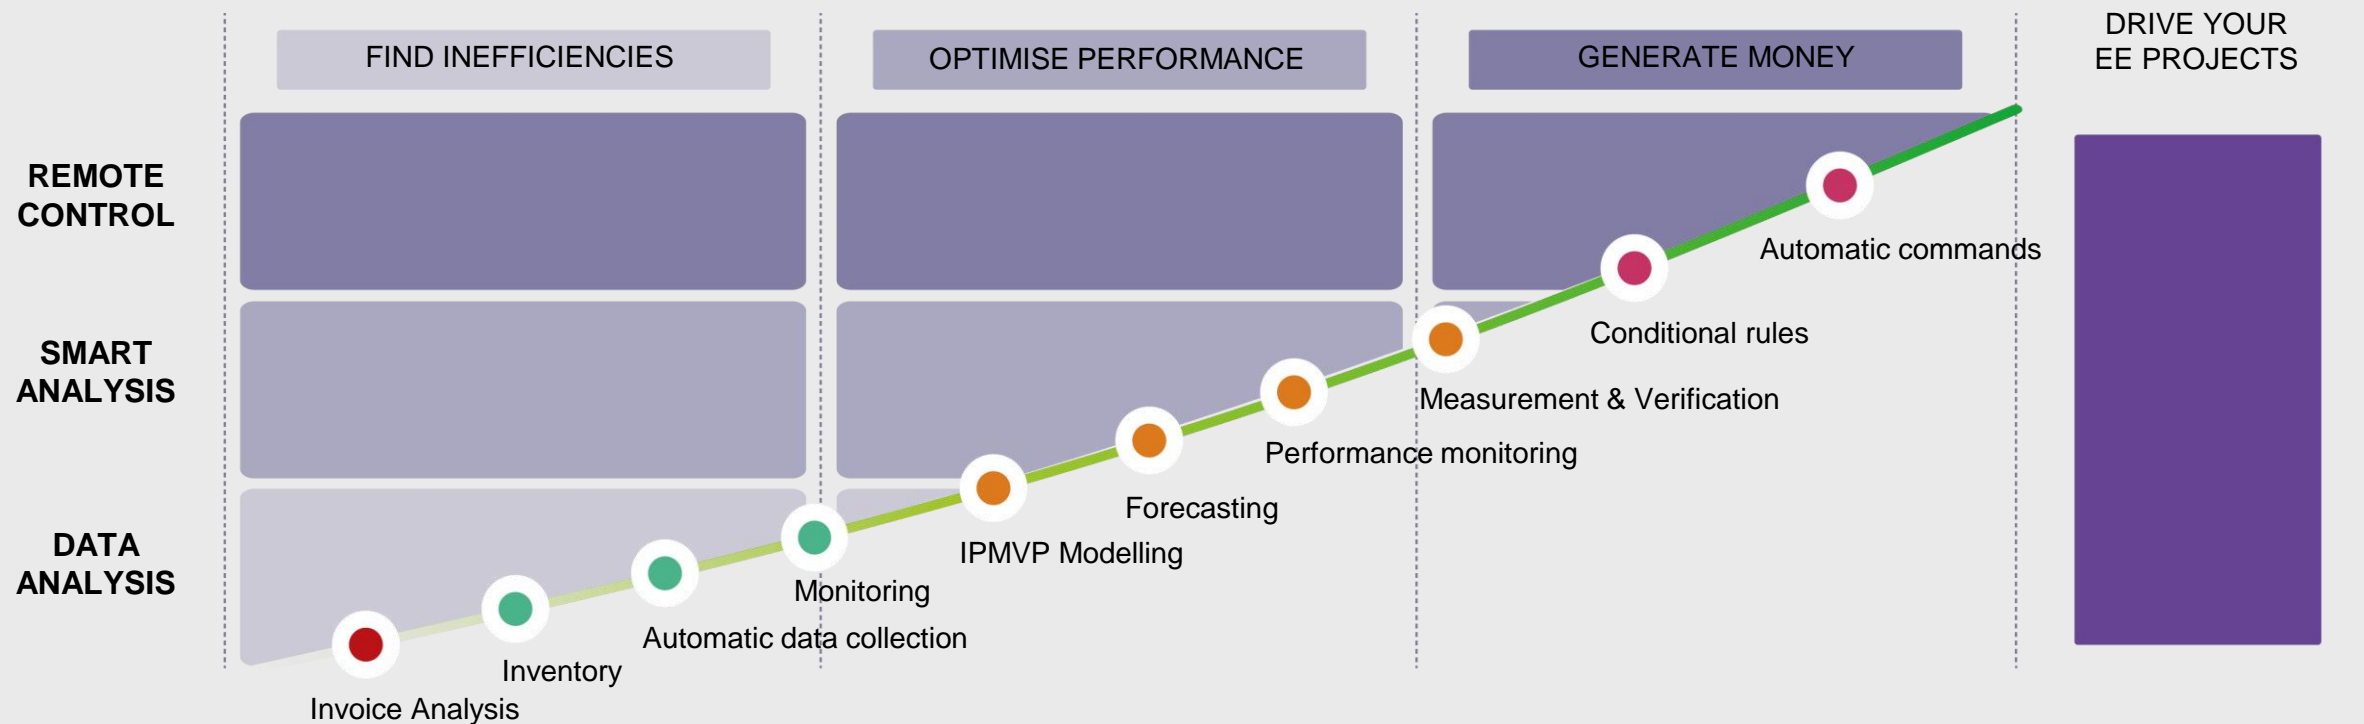 FIND INEFFICIENCIES
OPTIMISE PERFORMANCE
GENERATE MONEY
DRIVE YOUR
EE PROJECTS
REMOTE
CONTROL
Automatic commands
Conditional rules
SMART
ANALYSIS
Measurement & Verification
Performance monitoring
Forecasting
DATA
ANALYSIS
IPMVP Modelling
Monitoring
Automatic data collection
Inventory
Invoice Analysis